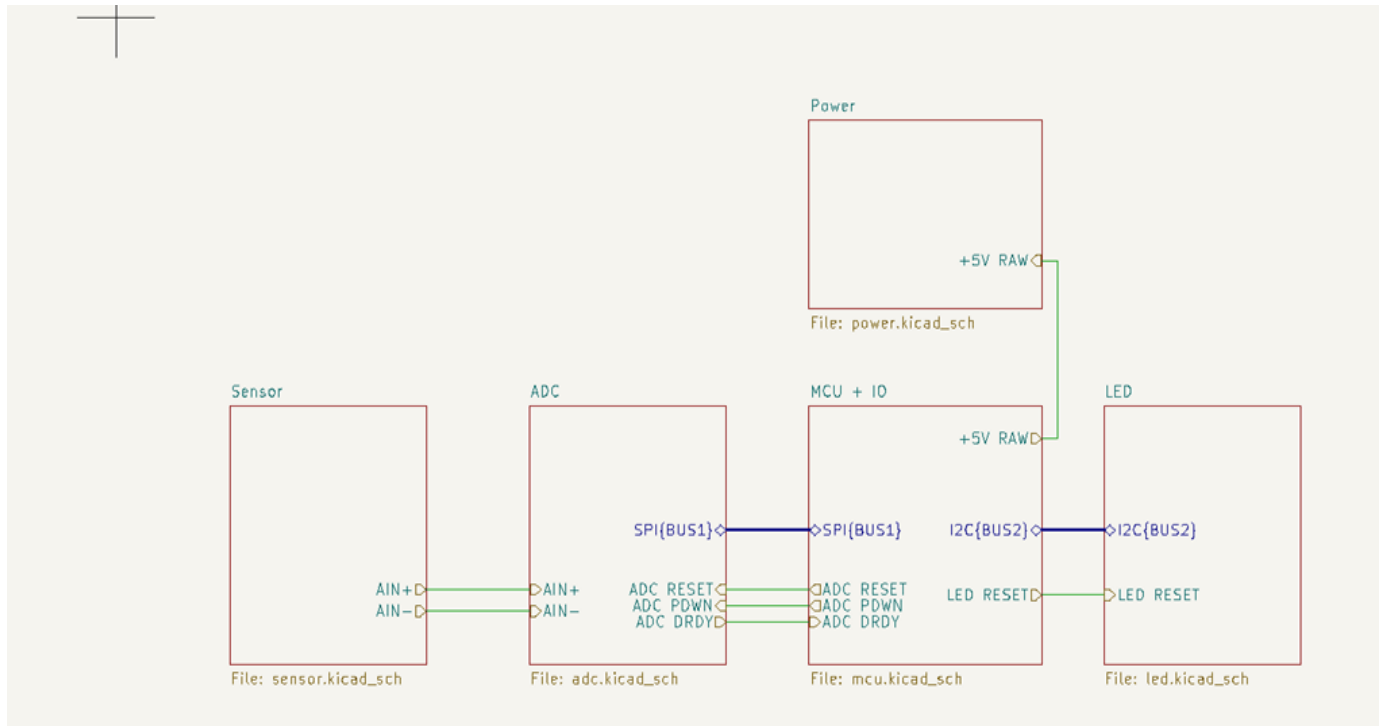 Power
+5V RAW
File: power.kicad_sch
Sensor
AIN+
AIN-
File: sensor.kicad_sch
ADC
SPI{BUS1}
AIN+
AIN-
ADC RESET
ADC PDWN
ADC DRDY
File: adc.kicad_sch
MCU + IO
+5V RAW
SPI{BUS1}
I2C{BUS2}
ADC RESET
ADC PDWN
ADC DRDY
LED RESET
File: mcu.kicad_sch
LED
I2C{BUS2}
LED RESET
File: led.kicad_sch